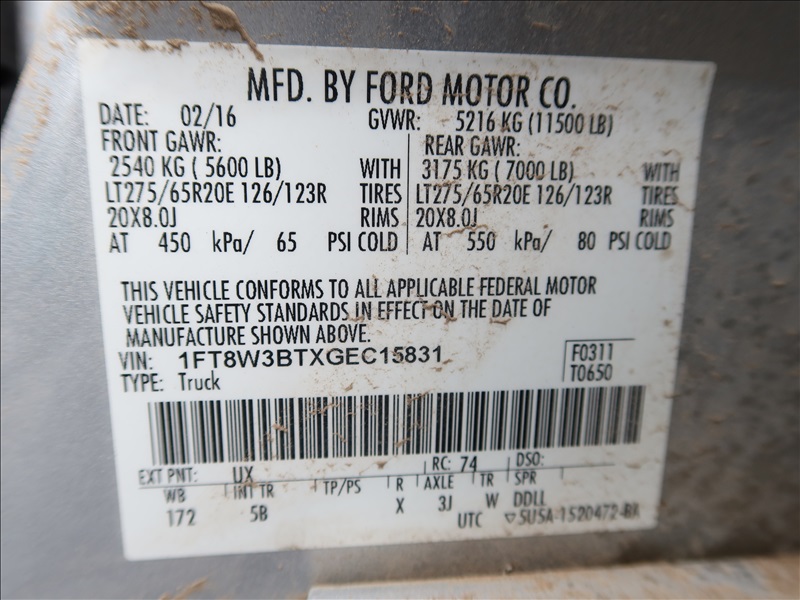 MFD. BY FORD MOTOR CO.
DATE: 02/16 GVWR: 5216 KG (11500 LB)
FRONT GAWR: REAR GAWR:
2540 KG ( 5600 LB) WITH 3175 KG ( 7000 LB) WITH
LT275/65R20E 126/123R TIRES LT275/65R20E 126/123R TIRES
20X8.0J RIMS 20X8.0J RIMS
AT 450 kPa/ 65 PSI COLD AT 550 kPa/ 80 PSI COLD
THIS VEHICLE CONFORMS TO ALL APPLICABLE FEDERAL MOTOR
VEHICLE SAFETY STANDARDS IN EFFECT ON THE DATE OF
MANUFACTURE SHOWN ABOVE.
VIN: 1FT8W3BTXGEC15831 F0311
TYPE: Truck T0650
EXT PNT: UX RC: 74 DSO:
WB INT TR TP/PS R AXLE TR SPR
172 5B X 3J W DDLL
UTC ▽5USA-1520472-BA